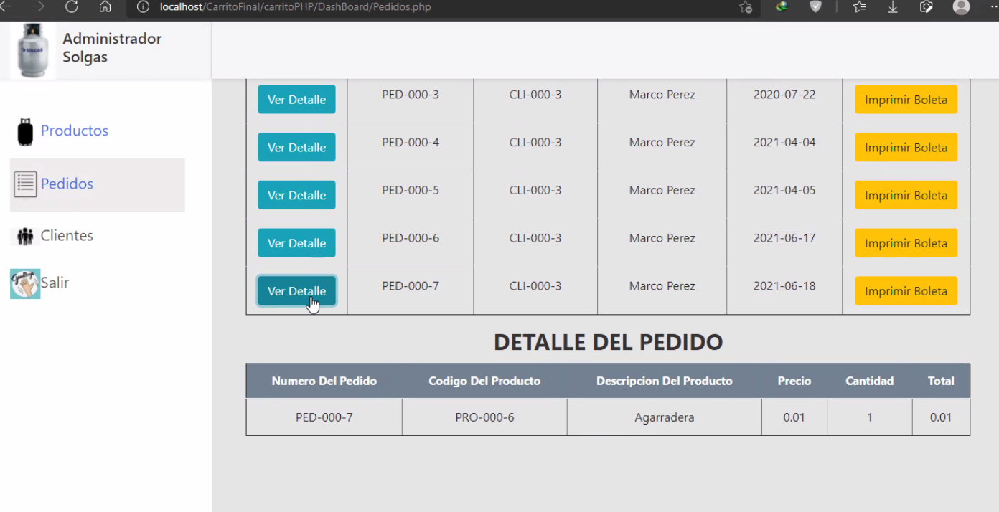 localhost/CarritoFinal/carritoPHP/DashBoard/Pedidos.php
SOLGAS
Administrador
Solgas
Productos
Pedidos
Clientes
Salir
Ver Detalle PED-000-3 CLI-000-3 Marco Perez 2020-07-22 Imprimir Boleta
Ver Detalle PED-000-4 CLI-000-3 Marco Perez 2021-04-04 Imprimir Boleta
Ver Detalle PED-000-5 CLI-000-3 Marco Perez 2021-04-05 Imprimir Boleta
Ver Detalle PED-000-6 CLI-000-3 Marco Perez 2021-06-17 Imprimir Boleta
Ver Detalle PED-000-7 CLI-000-3 Marco Perez 2021-06-18 Imprimir Boleta
DETALLE DEL PEDIDO
Numero Del Pedido Codigo Del Producto Descripcion Del Producto Precio Cantidad Total
PED-000-7 PRO-000-6 Agarradera 0.01 1 0.01